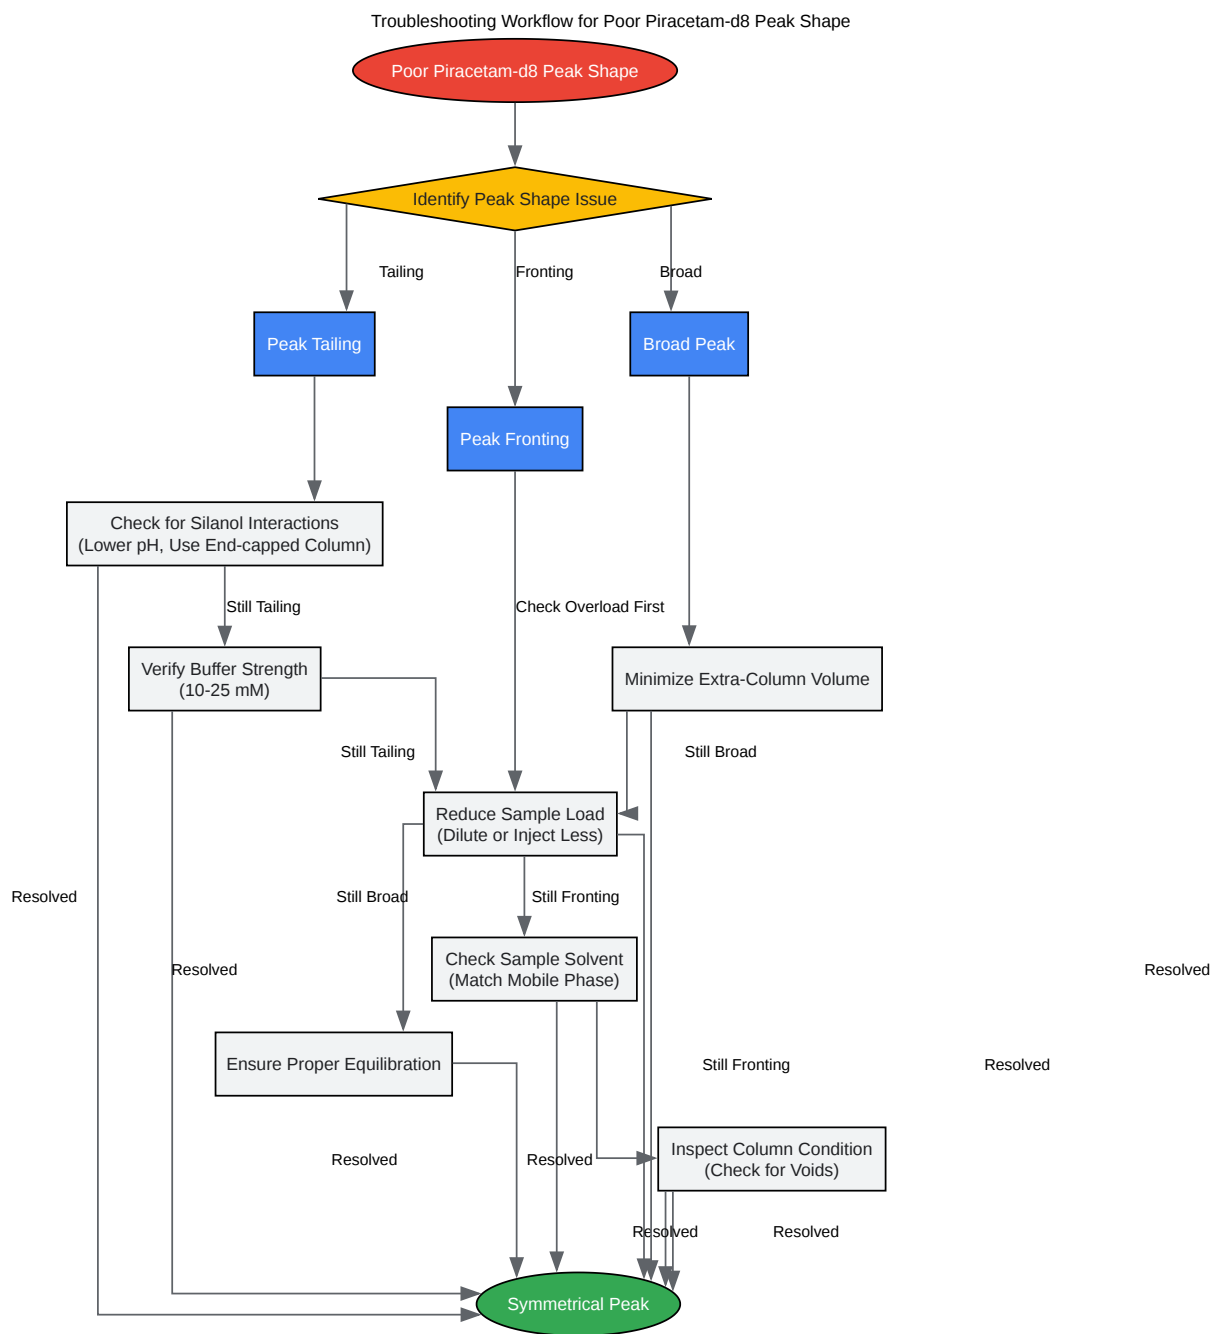 Troubleshooting Workflow for Poor Piracetam-d8 Peak Shape
Poor Piracetam-d8 Peak Shape
Identify Peak Shape Issue
Tailing
Fronting
Broad
Peak Tailing
Broad Peak
Peak Fronting
Check for Silanol Interactions
(Lower pH, Use End-capped Column)
Still Tailing
Check Overload First
Verify Buffer Strength
(10-25 mM)
Minimize Extra-Column Volume
Still Tailing
Still Broad
Reduce Sample Load
(Dilute or Inject Less)
Resolved
Still Broad
Still Fronting
Check Sample Solvent
(Match Mobile Phase)
Resolved
Resolved
Ensure Proper Equilibration
Still Fronting
Resolved
Inspect Column Condition
(Check for Voids)
Resolved
Resolved
Resolved
Resolved
Symmetrical Peak